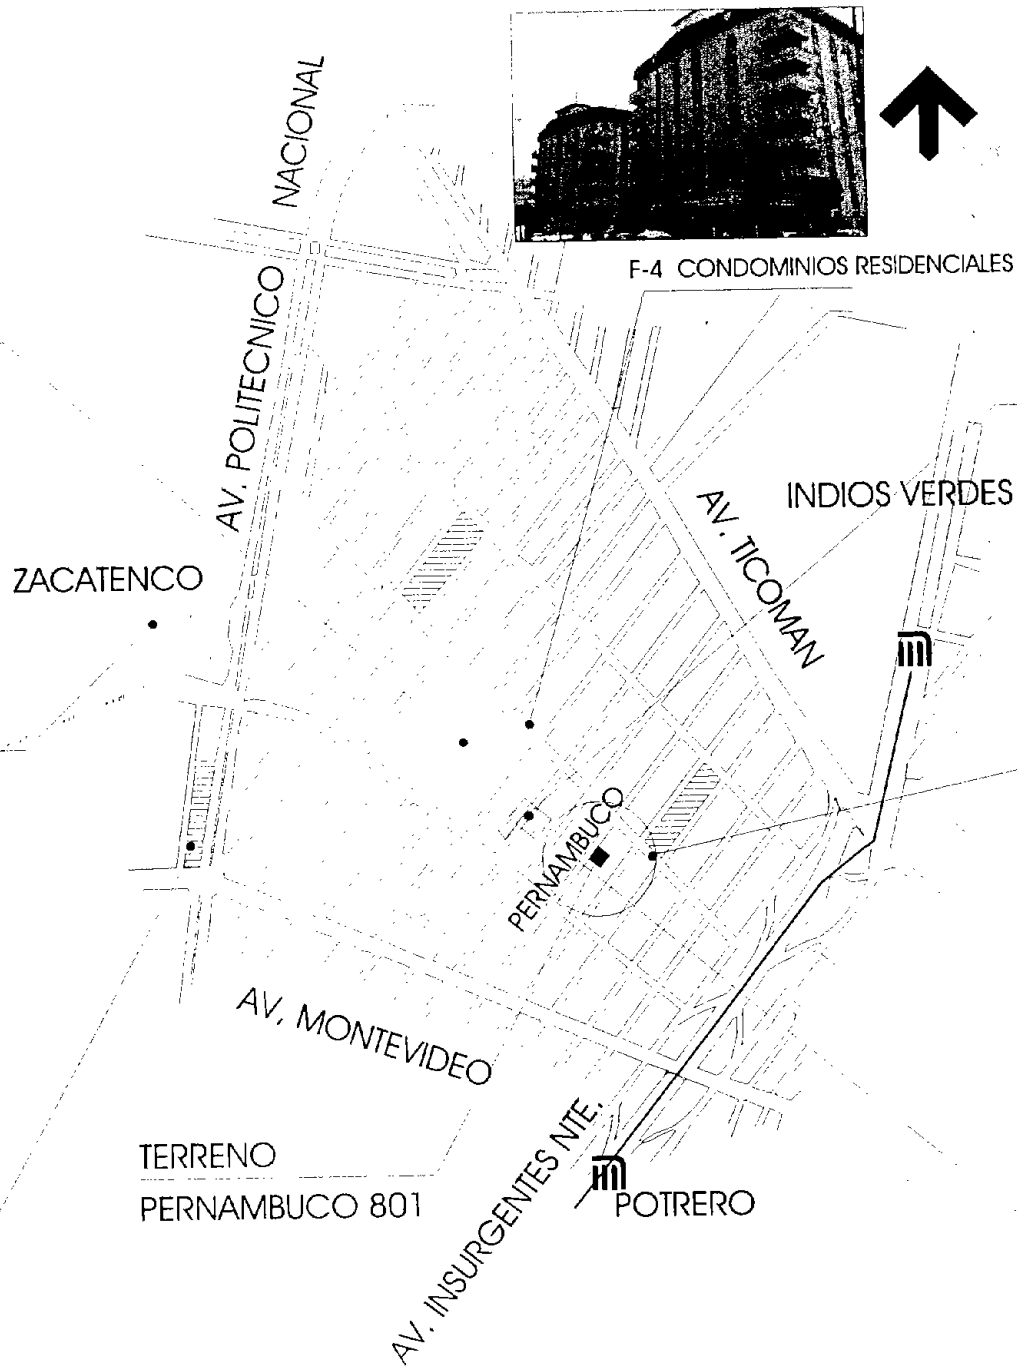 NACIONAL
F-4 CONDOMINIOS RESIDENCIALES
AV. POLITECNICO
INDIOS VERDES
AV. TICOMAN
ZACATENCO
PERNAMBUCO
AV, MONTEVIDEO
TERRENO
PERNAMBUCO 801
AV. INSURGENTES NTE.
POTRERO